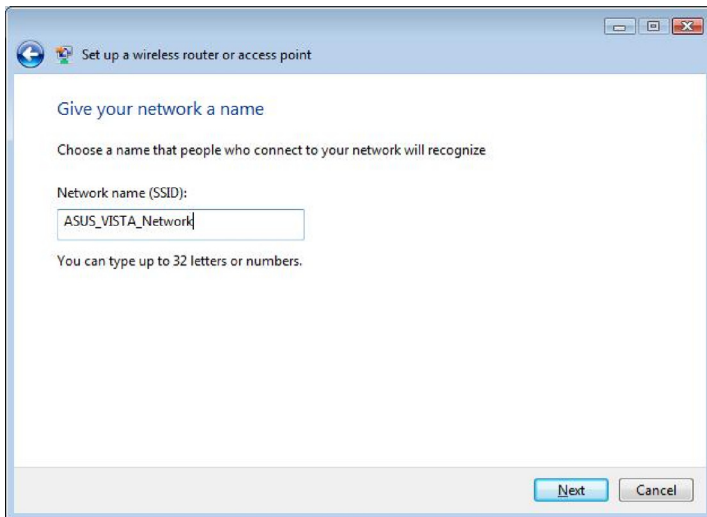 Set up a wireless router or access point
Give your network a name
Choose a name that people who connect to your network will recognize
Network name (SSID):
ASUS_VISTA_Network
You can type up to 32 letters or numbers.
Next
Cancel